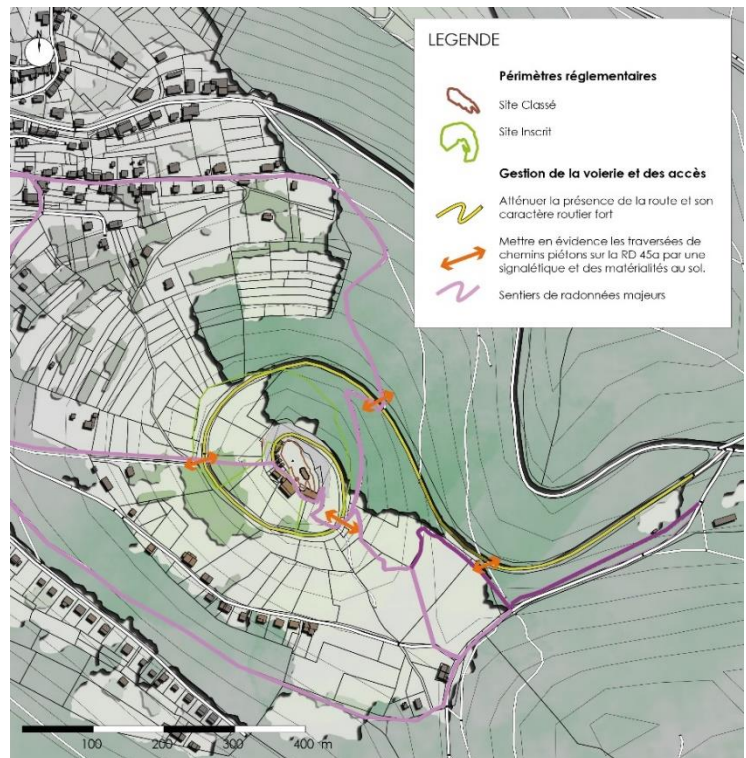 N
LEGENDE
Périmètres réglementaires
Site Classé
Site Inscrit
Gestion de la voierie et des accès
Atténuer la présence de la route et son
caractère routier fort
Mettre en évidence les traversées de
chemins piétons sur la RD 45a par une
signalétique et des matérialités au sol.
Sentiers de radonnées majeurs
100 200 300 400 m